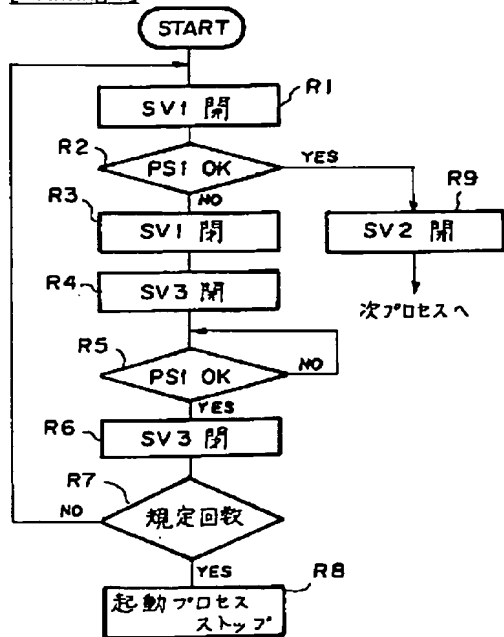 START
SV1 開 R1
R2 PS1 OK YES
NO
R9
SV2 開
次プロセスへ
R3 SV1 閉
R4 SV3 開
R5 PS1 OK NO
YES
R6 SV3 閉
R7 規定回数 NO
YES
R8
起動プロセス
ストップ